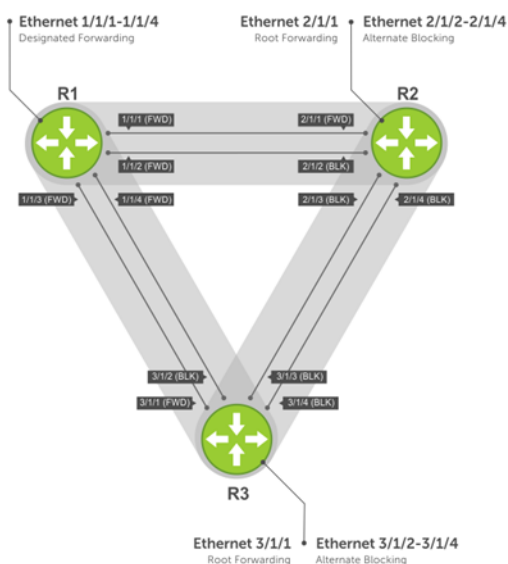 Ethernet 1/1/1-1/1/4
Designated Forwarding
Ethernet 2/1/1
Root Forwarding
Ethernet 2/1/2-2/1/4
Alternate Blocking
R1
R2
1/1/1 (FWD)
2/1/1 (FWD)
1/1/2 (FWD)
2/1/2 (BLK)
1/1/3 (FWD)
1/1/4 (FWD)
2/1/3 (BLK)
2/1/4 (BLK)
3/1/2 (BLK)
3/1/3 (BLK)
3/1/1 (FWD)
3/1/4 (BLK)
R3
Ethernet 3/1/1
Root Forwarding
Ethernet 3/1/2-3/1/4
Alternate Blocking